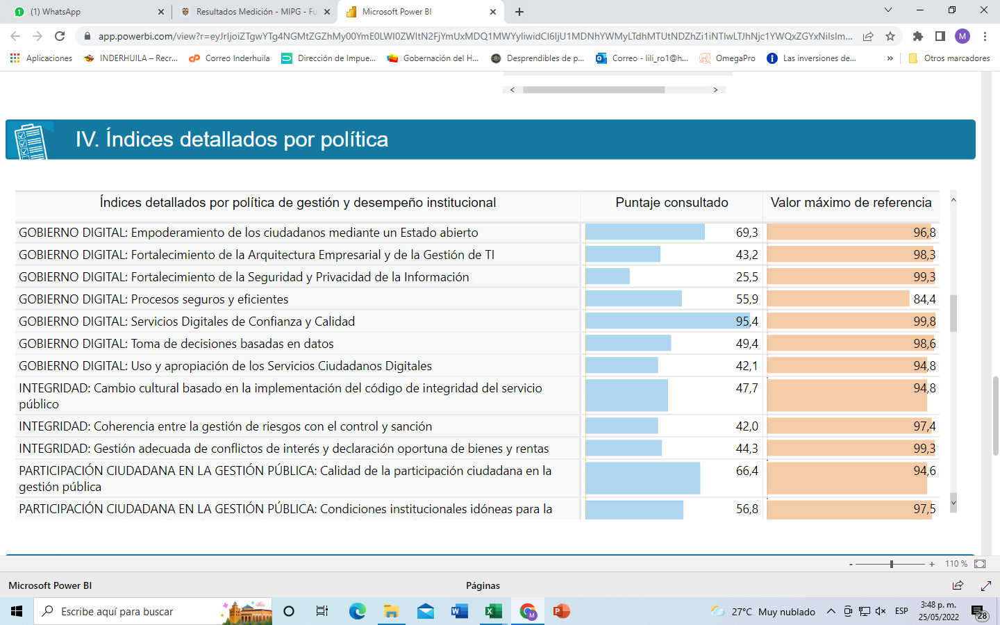 (1) WhatsApp
Resultados Medición - MIPG - Fu
Microsoft Power BI
app.powerbi.com/view?r=
Aplicaciones
INDERHUILA – Recr...
Correo Inderhuila
Dirección de Impue...
Gobernación del H...
Desprendibles de p...
Correo - lili_ro1@h...
OmegaPro
Las inversiones de...
»
Otros marcadores
IV. Índices detallados por política
Índices detallados por política de gestión y desempeño institucional Puntaje consultado Valor máximo de referencia
GOBIERNO DIGITAL: Empoderamiento de los ciudadanos mediante un Estado abierto 69,3 96,8
GOBIERNO DIGITAL: Fortalecimiento de la Arquitectura Empresarial y de la Gestión de TI 43,2 98,3
GOBIERNO DIGITAL: Fortalecimiento de la Seguridad y Privacidad de la Información 25,5 99,3
GOBIERNO DIGITAL: Procesos seguros y eficientes 55,9 84,4
GOBIERNO DIGITAL: Servicios Digitales de Confianza y Calidad 95,4 99,8
GOBIERNO DIGITAL: Toma de decisiones basadas en datos 49,4 98,6
GOBIERNO DIGITAL: Uso y apropiación de los Servicios Ciudadanos Digitales 42,1 94,8
INTEGRIDAD: Cambio cultural basado en la implementación del código de integridad del servicio 47,7 94,8
público
INTEGRIDAD: Coherencia entre la gestión de riesgos con el control y sanción 42,0 97,4
INTEGRIDAD: Gestión adecuada de conflictos de interés y declaración oportuna de bienes y rentas 44,3 99,3
PARTICIPACIÓN CIUDADANA EN LA GESTIÓN PÚBLICA: Calidad de la participación ciudadana en la 66,4 94,6
gestión pública
PARTICIPACIÓN CIUDADANA EN LA GESTIÓN PÚBLICA: Condiciones institucionales idóneas para la 56,8 97,5
- + 110 %
Microsoft Power BI
Páginas
Escribe aquí para buscar
27°C Muy nublado
ESP
3:48 p. m.
25/05/2022
28